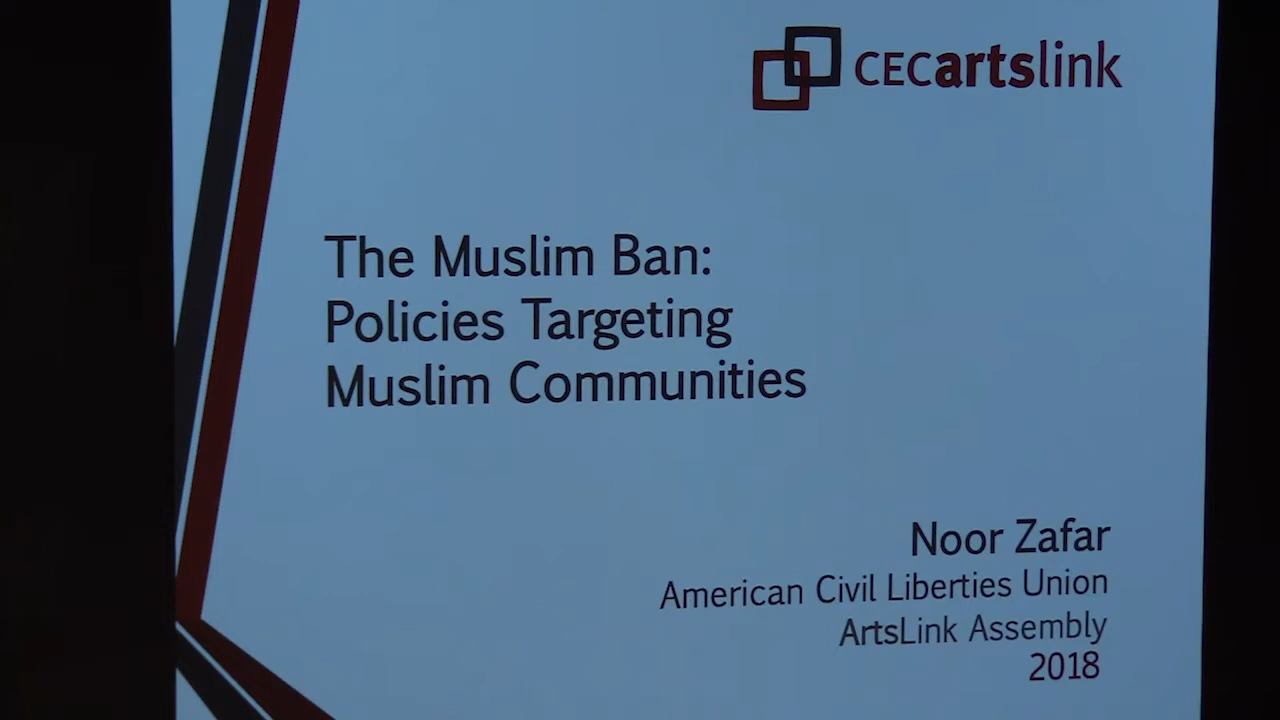 CECartslink
The Muslim Ban:
Policies Targeting
Muslim Communities
Noor Zafar
American Civil Liberties Union
ArtsLink Assembly
2018